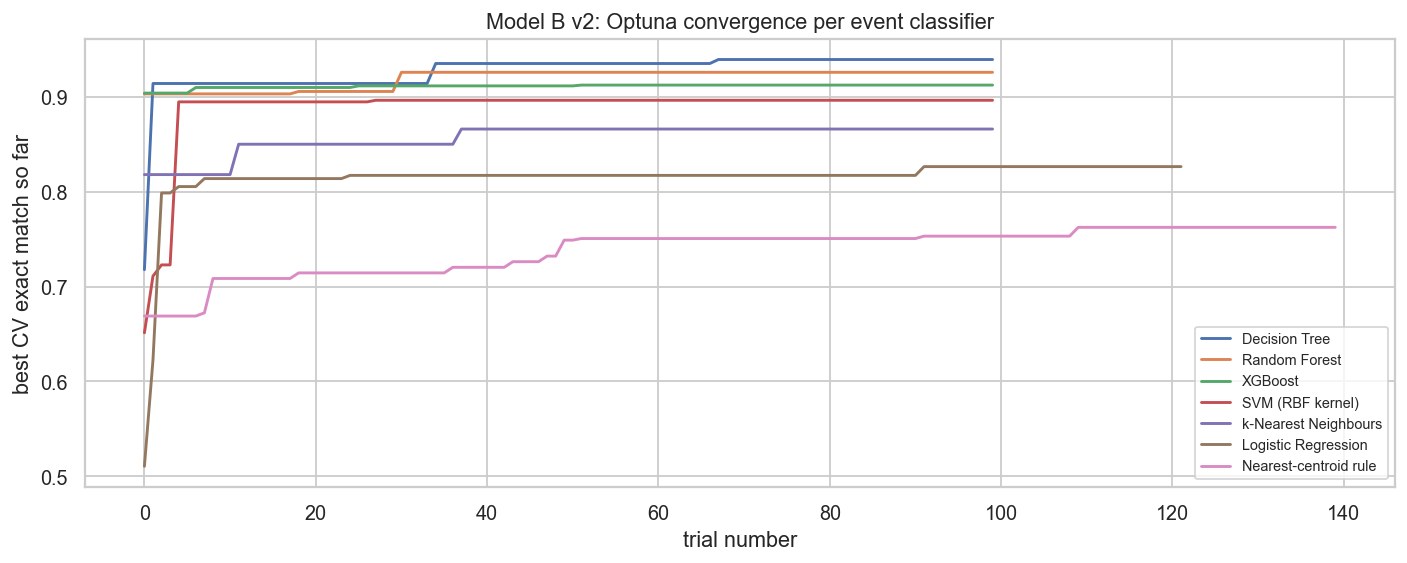 Model B v2: Optuna convergence per event classifier
best CV exact match so far
0.9
0.8
0.7
0.6
0.5
0
20
40
60
80
100
120
140
trial number
Decision Tree
Random Forest
XGBoost
SVM (RBF kernel)
k-Nearest Neighbours
Logistic Regression
Nearest-centroid rule